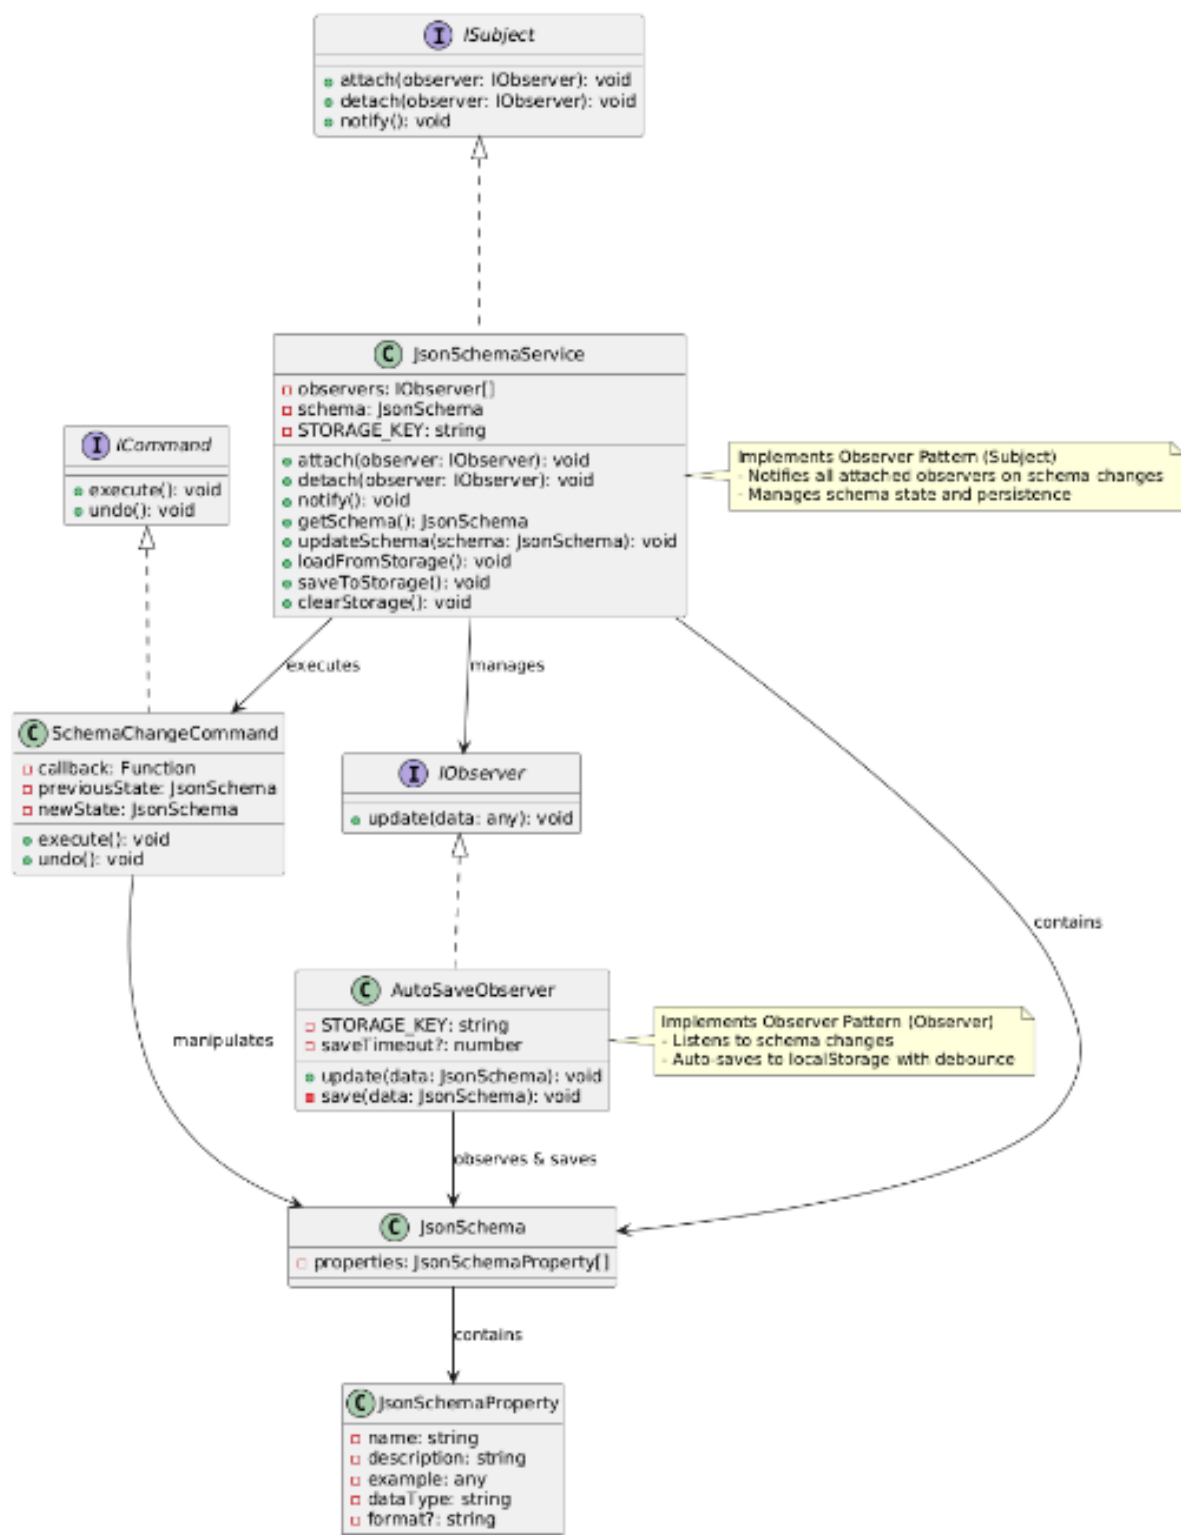 I ISubject
attach(observer: IObserver): void
detach(observer: IObserver): void
notify(): void
C JsonSchemaService
observers: IObserver[]
schema: JsonSchema
STORAGE_KEY: string
attach(observer: IObserver): void
detach(observer: IObserver): void
notify(): void
getSchema(): JsonSchema
updateSchema(schema: JsonSchema): void
loadFromStorage(): void
saveToStorage(): void
clearStorage(): void
Implements Observer Pattern (Subject)
- Notifies all attached observers on schema changes
- Manages schema state and persistence
I ICommand
execute(): void
undo(): void
executes
manages
C SchemaChangeCommand
callback: Function
previousState: JsonSchema
newState: JsonSchema
execute(): void
undo(): void
I IObserver
update(data: any): void
contains
C AutoSaveObserver
STORAGE_KEY: string
saveTimeout?: number
update(data: JsonSchema): void
save(data: JsonSchema): void
Implements Observer Pattern (Observer)
- Listens to schema changes
- Auto-saves to localStorage with debounce
manipulates
observes & saves
C JsonSchema
properties: JsonSchemaProperty[]
contains
C JsonSchemaProperty
name: string
description: string
example: any
dataType: string
format?: string